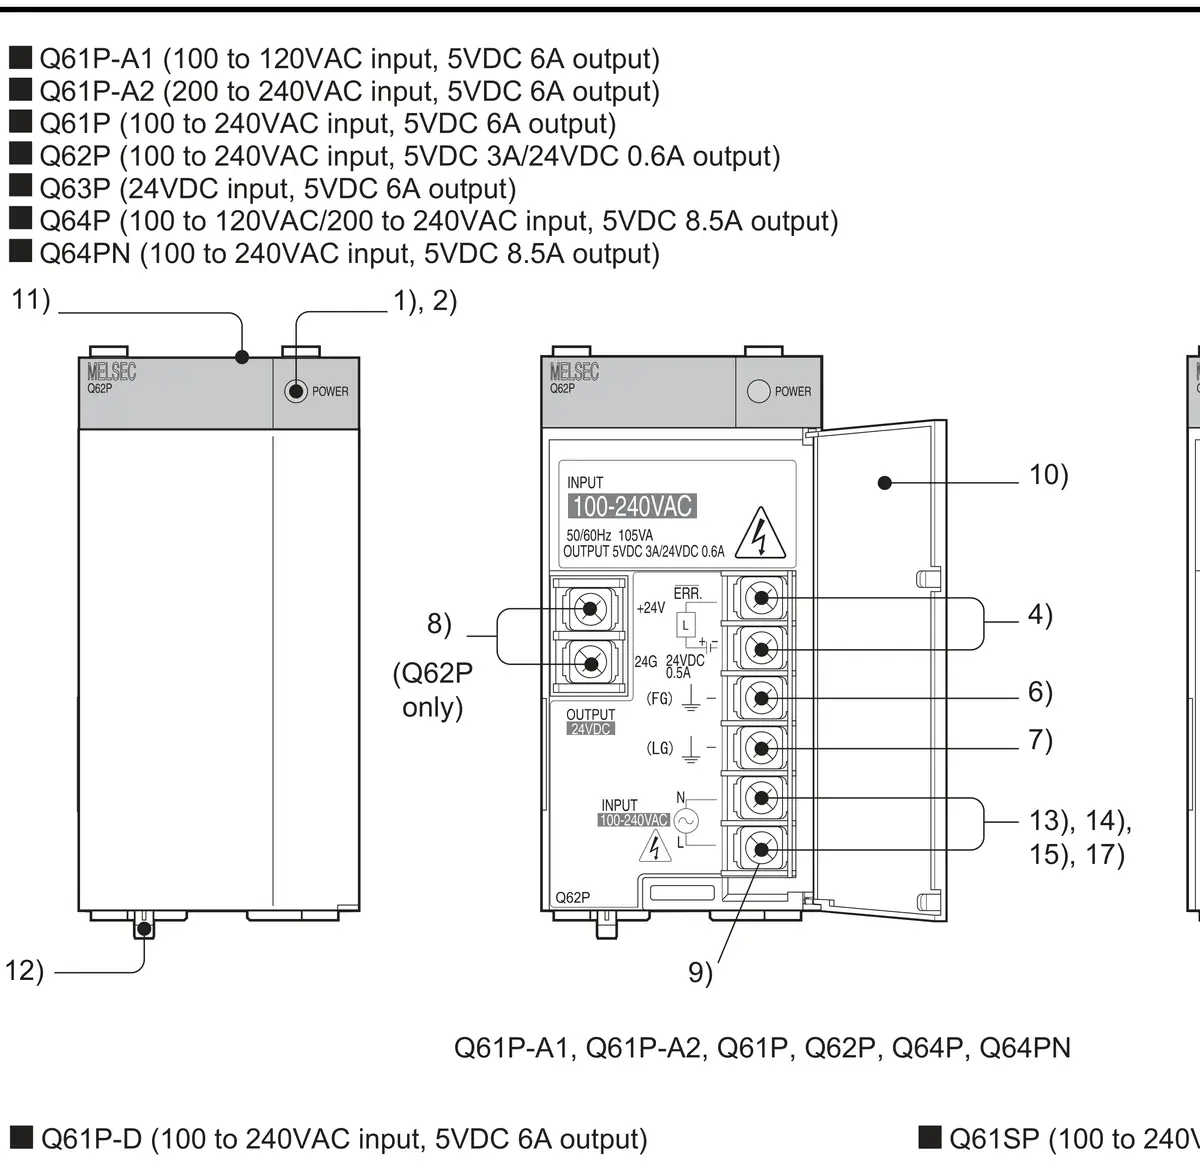 Q61P-A1 (100 to 120VAC input, 5VDC 6A output)
Q61P-A2 (200 to 240VAC input, 5VDC 6A output)
Q61P (100 to 240VAC input, 5VDC 6A output)
Q62P (100 to 240VAC input, 5VDC 3A/24VDC 0.6A output)
Q63P (24VDC input, 5VDC 6A output)
Q64P (100 to 120VAC/200 to 240VAC input, 5VDC 8.5A output)
Q64PN (100 to 240VAC input, 5VDC 8.5A output)
11)
1), 2)
MELSEC
Q62P
POWER
12)
MELSEC
Q62P
POWER
INPUT
100-240VAC
50/60Hz 105VA
OUTPUT 5VDC 3A/24VDC 0.6A
10)
8)
(Q62P
only)
+24V
24G
ERR.
L
+ -
24VDC
0.5A
4)
(FG)
6)
OUTPUT
24VDC
(LG)
7)
INPUT
100-240VAC
N
L
13), 14),
15), 17)
Q62P
9)
Q61P-A1, Q61P-A2, Q61P, Q62P, Q64P, Q64PN
Q61P-D (100 to 240VAC input, 5VDC 6A output)
Q61SP (100 to 240V